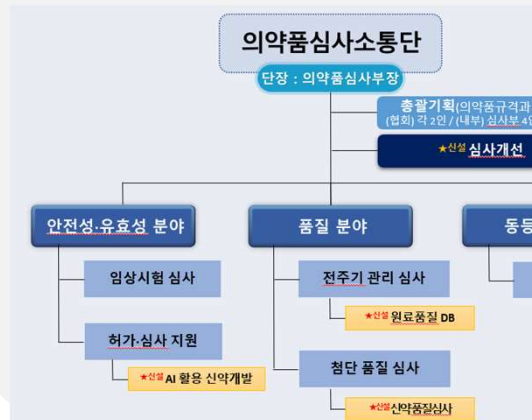 의약품심사소통단
단장 : 의약품심사부장
총괄기획(의약품규격과
(협회) 각 2인 / (내부) 심사부 4인
★신설 심사개선
안전성·유효성 분야
품질 분야
동등
임상시험 심사
전주기 관리 심사
★신설 원료품질 DB
허가·심사 지원
★신설 AI 활용 신약개발
첨단 품질 심사
★신설 신약품질심사